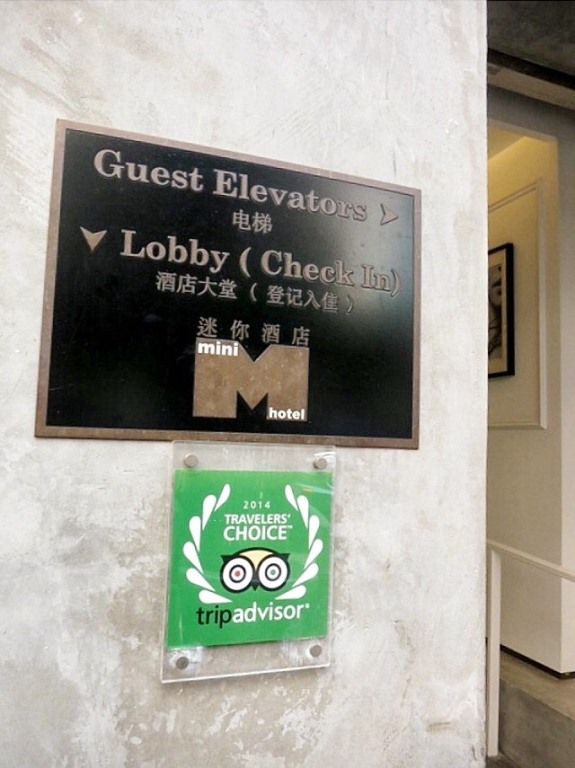 Guest Elevators
电梯
Lobby ( Check In)
酒店大堂 ( 登记入住 )
迷你酒店
mini
M
hotel
2014
TRAVELERS'
CHOICE™
tripadvisor®